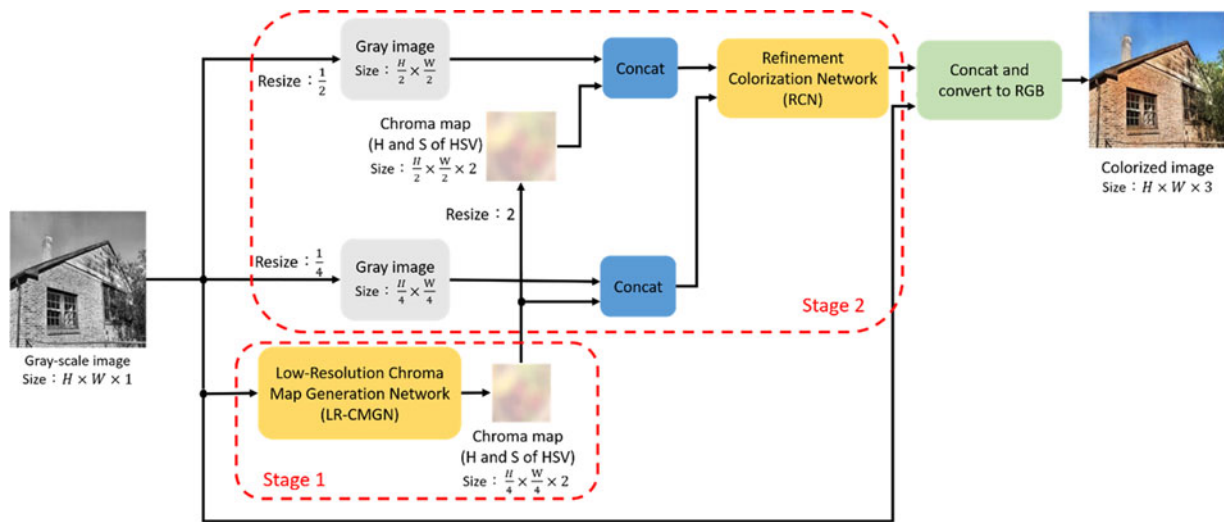 Gray image
Size : H/2 × W/2
Resize : 1/2
Concat
Refinement
Colorization Network
(RCN)
Concat and
convert to RGB
Chroma map
(H and S of HSV)
Size : H/2 × W/2 × 2
Colorized image
Size : H × W × 3
Resize : 2
Resize : 1/4
Gray image
Size : H/4 × W/4
Concat
Stage 2
Gray-scale image
Size : H × W × 1
Low-Resolution Chroma
Map Generation Network
(LR-CMGN)
Chroma map
(H and S of HSV)
Size : H/4 × W/4 × 2
Stage 1